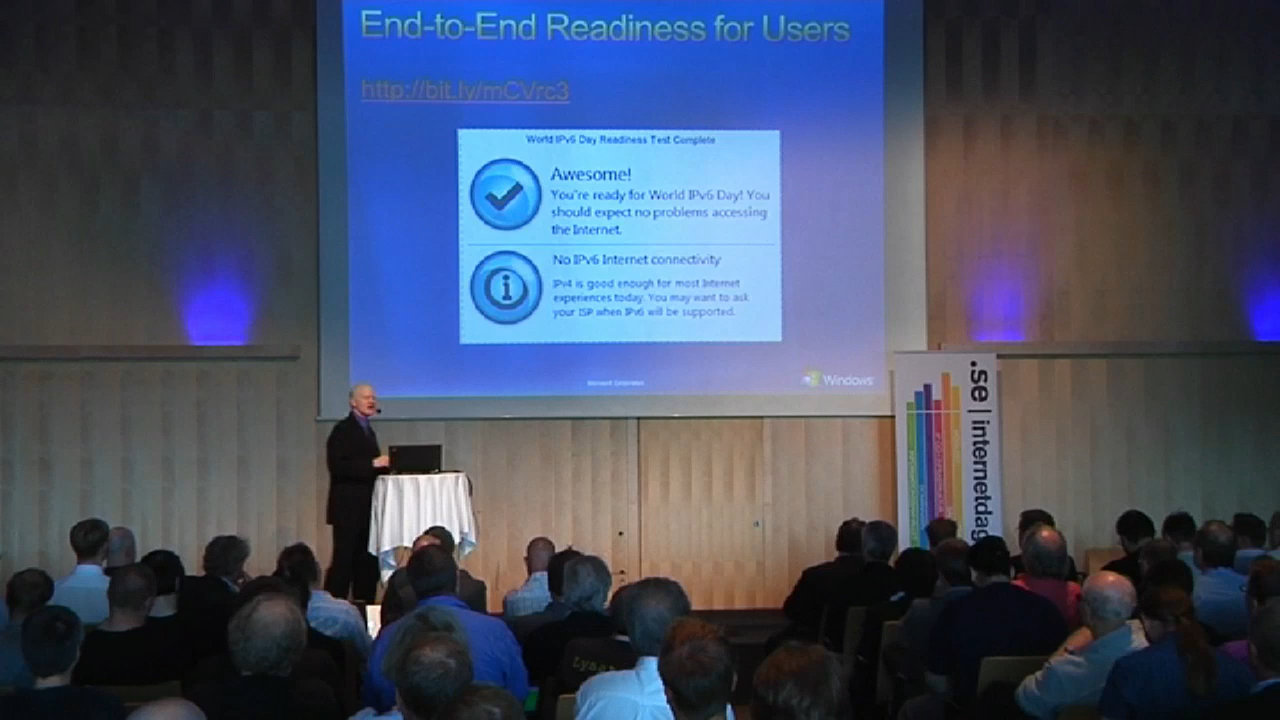 End-to-End Readiness for Users
http://bit.ly/mCVrc3
World IPv6 Day Readiness Test Complete
Awesome!
You're ready for World IPv6 Day! You
should expect no problems accessing
the Internet.
No IPv6 Internet connectivity
IPv4 is good enough for most Internet
experiences today. You may want to ask
your ISP when IPv6 will be supported.
Microsoft Corporation
Windows
.se | internetdag